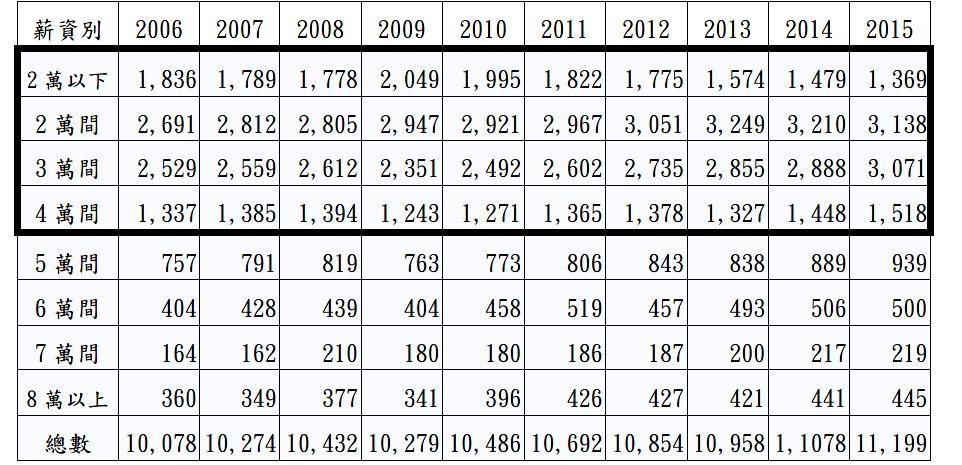 薪資別 2006 2007 2008 2009 2010 2011 2012 2013 2014 2015
2萬以下 1,836 1,789 1,778 2,049 1,995 1,822 1,775 1,574 1,479 1,369
2萬間 2,691 2,812 2,805 2,947 2,921 2,967 3,051 3,249 3,210 3,138
3萬間 2,529 2,559 2,612 2,351 2,492 2,602 2,735 2,855 2,888 3,071
4萬間 1,337 1,385 1,394 1,243 1,271 1,365 1,378 1,327 1,448 1,518
5萬間 757 791 819 763 773 806 843 838 889 939
6萬間 404 428 439 404 458 519 457 493 506 500
7萬間 164 162 210 180 180 186 187 200 217 219
8萬以上 360 349 377 341 396 426 427 421 441 445
總數 10,078 10,274 10,432 10,279 10,486 10,692 10,854 10,958 1,1078 11,199